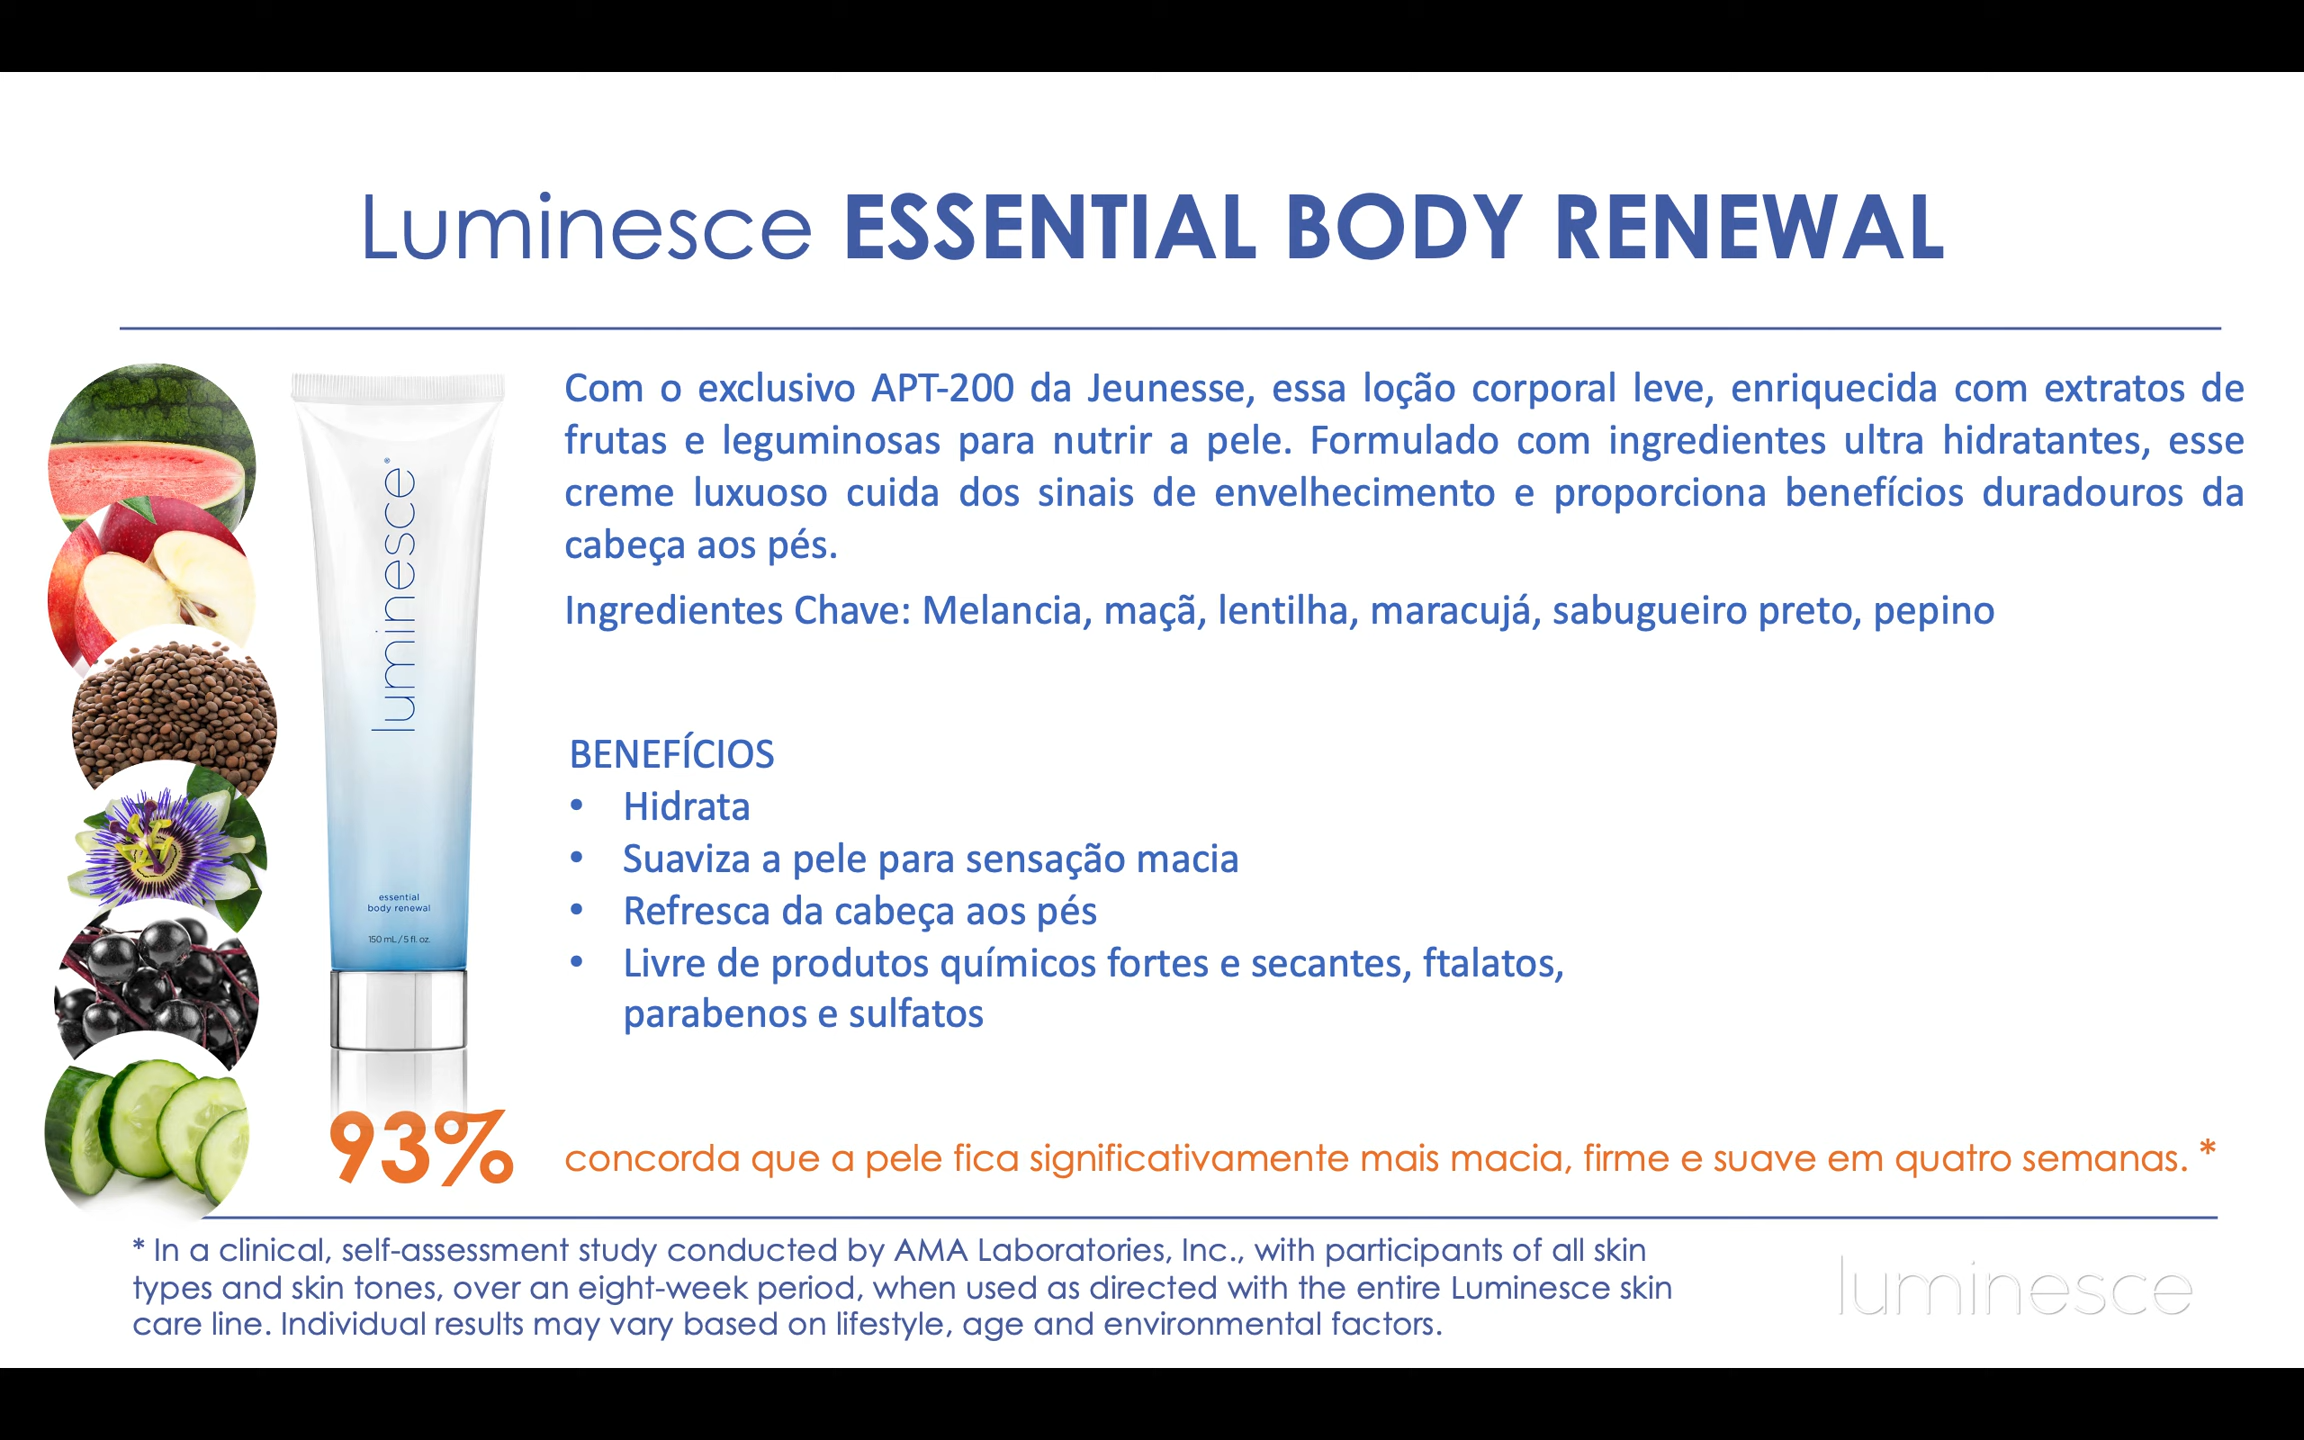 Luminesce ESSENTIAL BODY RENEWAL
Com o exclusivo APT-200 da Jeunesse, essa loção corporal leve, enriquecida com extratos de
frutas e leguminosas para nutrir a pele. Formulado com ingredientes ultra hidratantes, esse
creme luxuoso cuida dos sinais de envelhecimento e proporciona benefícios duradouros da
cabeça aos pés.
Ingredientes Chave: Melancia, maçã, lentilha, maracujá, sabugueiro preto, pepino
luminesce®
essential
body renewal
150 mL / 5 fl. oz.
BENEFÍCIOS
• Hidrata
• Suaviza a pele para sensação macia
• Refresca da cabeça aos pés
• Livre de produtos químicos fortes e secantes, ftalatos,
parabenos e sulfatos
93% concorda que a pele fica significativamente mais macia, firme e suave em quatro semanas. *
* In a clinical, self-assessment study conducted by AMA Laboratories, Inc., with participants of all skin
types and skin tones, over an eight-week period, when used as directed with the entire Luminesce skin
care line. Individual results may vary based on lifestyle, age and environmental factors.
luminesce